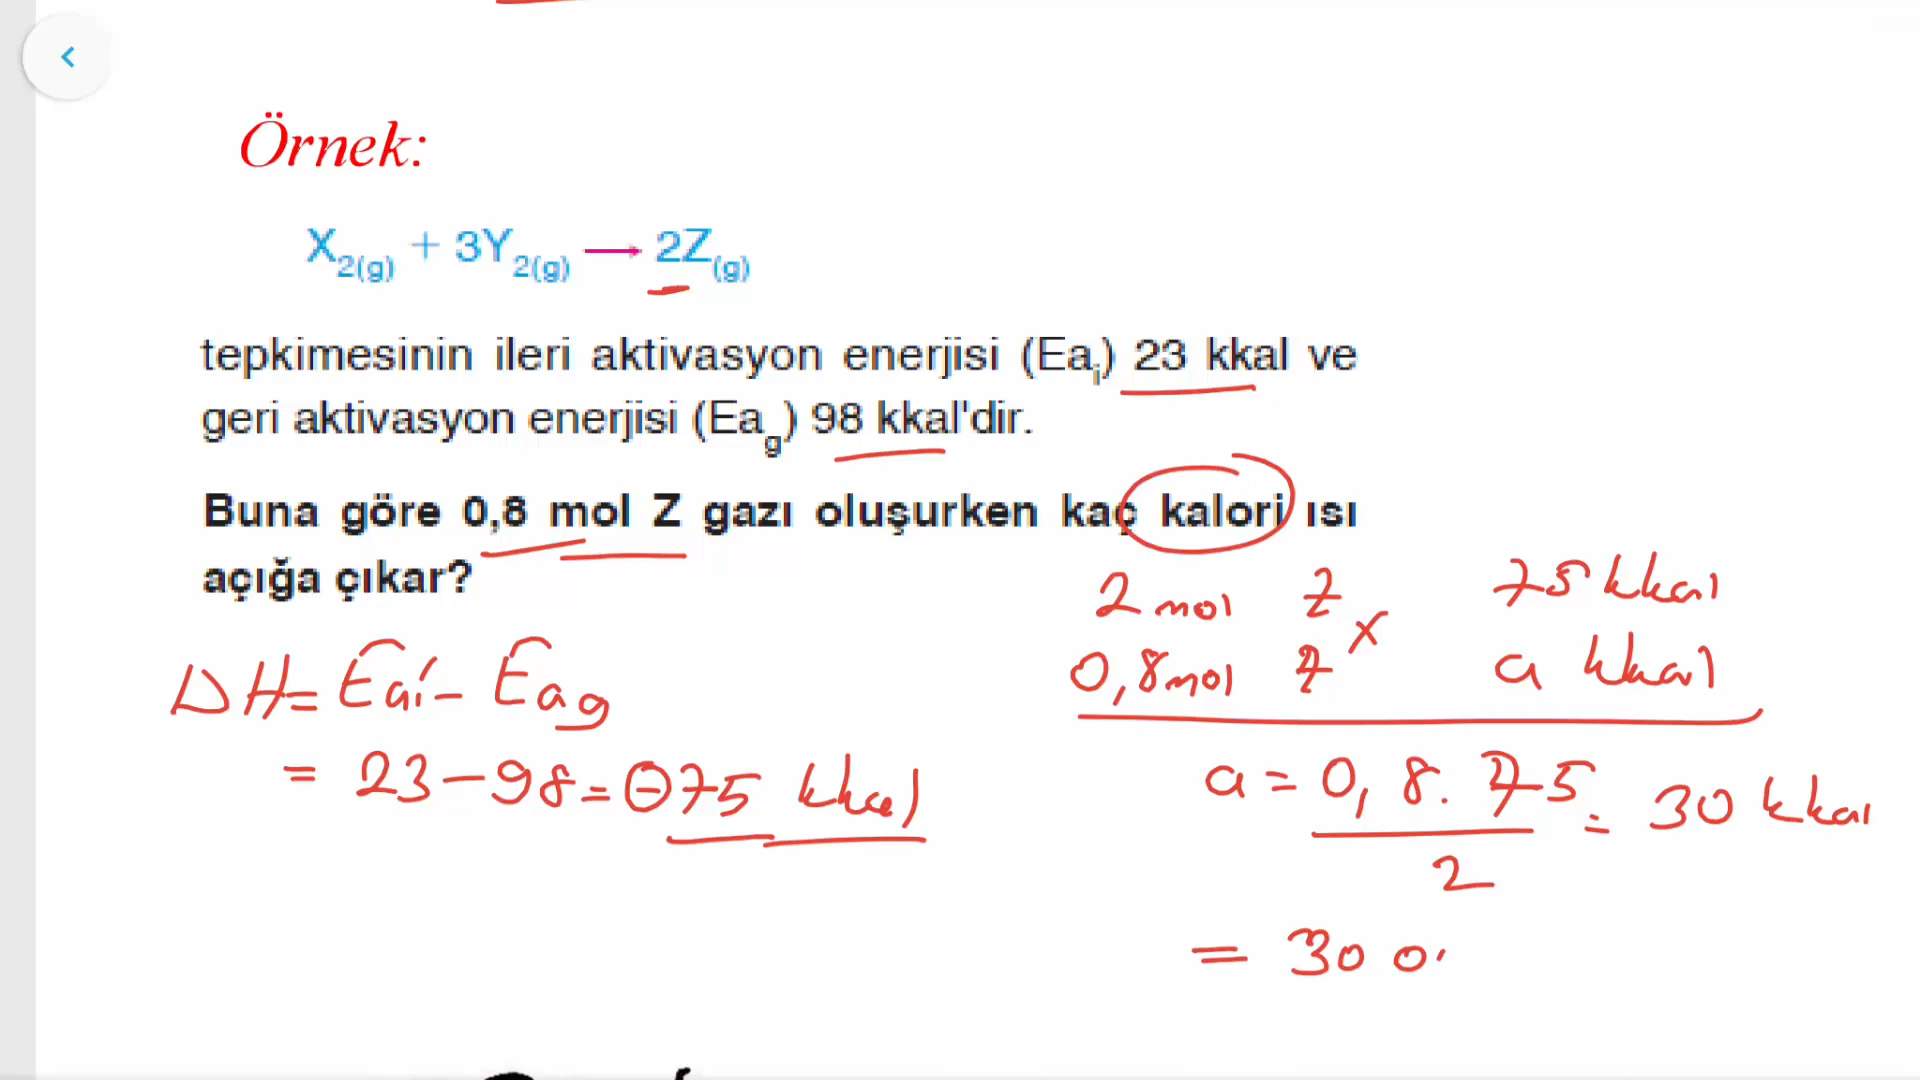 Örnek:
X2(g) + 3Y2(g) → 2Z(g)
tepkimesinin ileri aktivasyon enerjisi (Eai) 23 kkal ve
geri aktivasyon enerjisi (Eag) 98 kkal'dir.
Buna göre 0,8 mol Z gazı oluşurken kaç kalori ısı
açığa çıkar?
ΔH = Eai - Eag
= 23-98 = -75 kkal
2 mol Z 75 kkal
0,8 mol Z x a kkal
a = 0,8.75 = 30 kkal
2
= 30 0